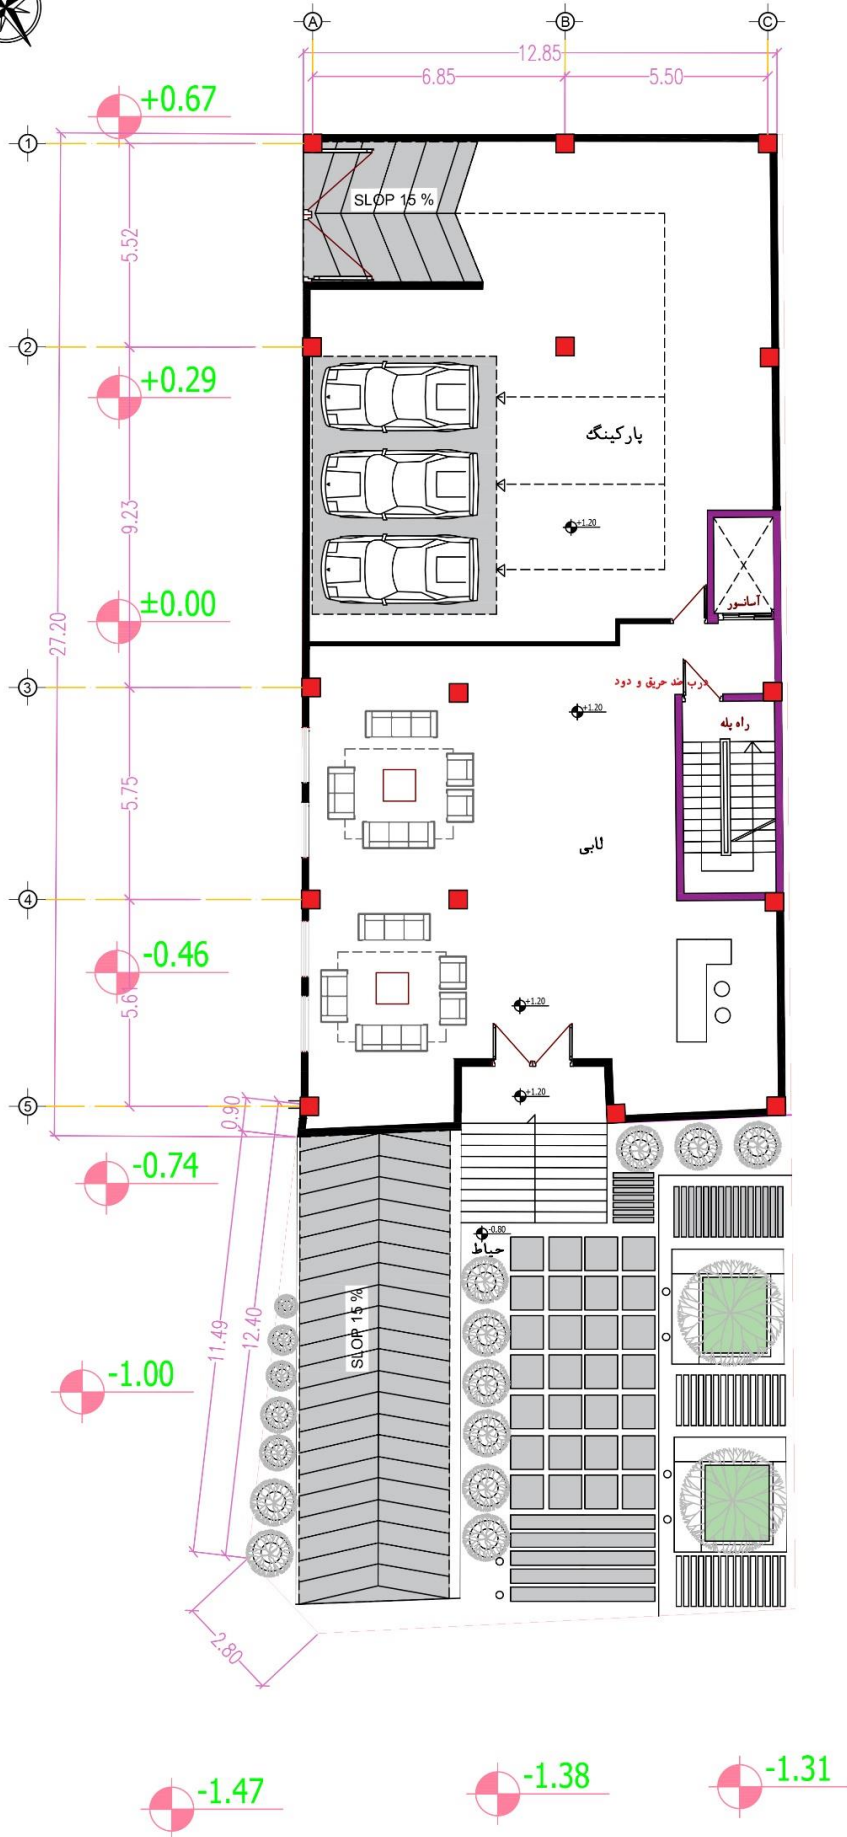 A
B
C
12.85
6.85
5.50
+0.67
1
SLOP 15 %
5.52
2
+0.29
پارکینگ
9.23
+1.20
±0.00
آسانسور
27.20
3
درب ضد حریق و دود
+1.20
راه پله
5.75
لابی
4
-0.46
5.61
+1.20
+1.20
5
0.90
-0.74
-0.80
حیاط
SLOP 15 %
11.49
12.40
-1.00
2.80
-1.47
-1.38
-1.31